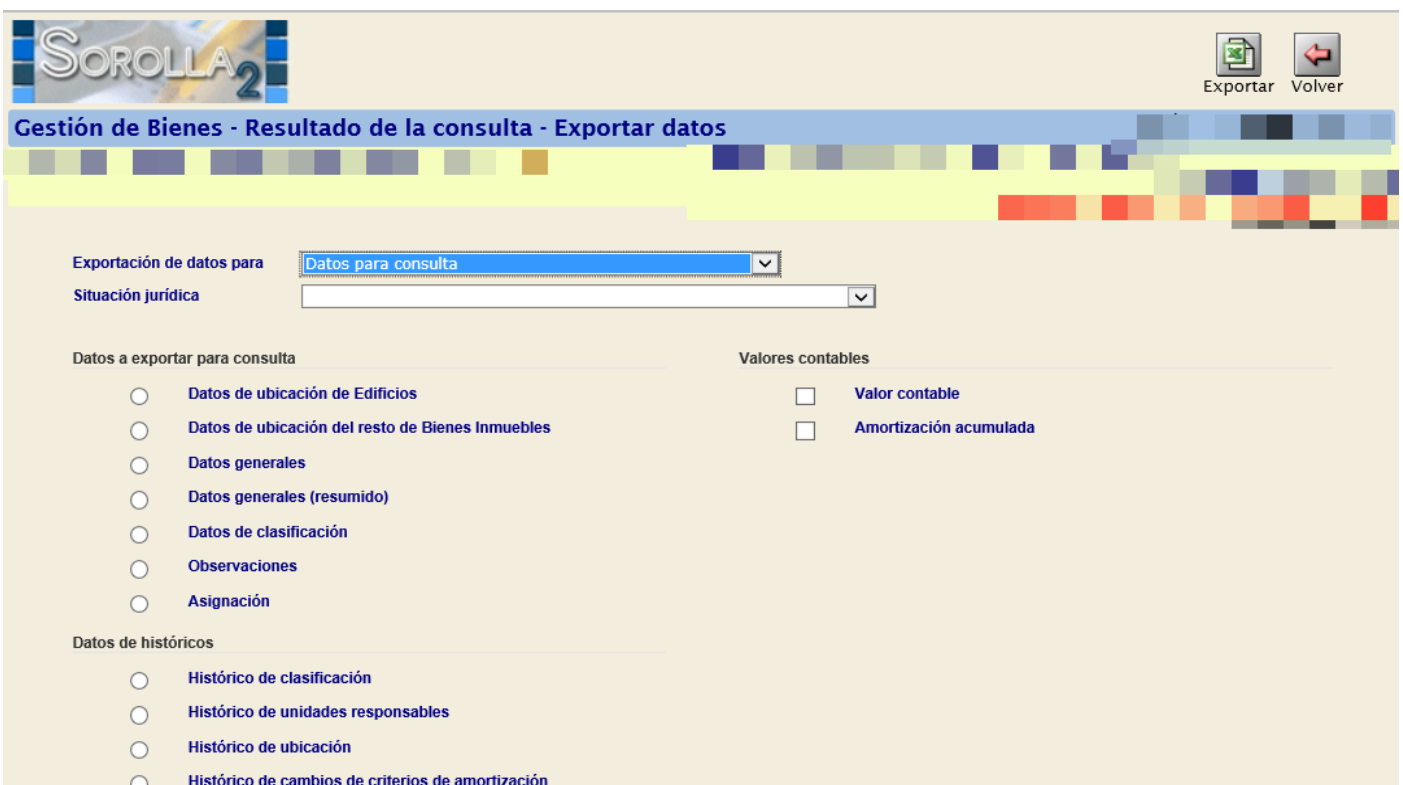 SOROLLA2
Exportar Volver
Gestión de Bienes - Resultado de la consulta - Exportar datos
Exportación de datos para Datos para consulta
Situación jurídica
Datos a exportar para consulta Valores contables
Datos de ubicación de Edificios Valor contable
Datos de ubicación del resto de Bienes Inmuebles Amortización acumulada
Datos generales
Datos generales (resumido)
Datos de clasificación
Observaciones
Asignación
Datos de históricos
Histórico de clasificación
Histórico de unidades responsables
Histórico de ubicación
Histórico de cambios de criterios de amortización